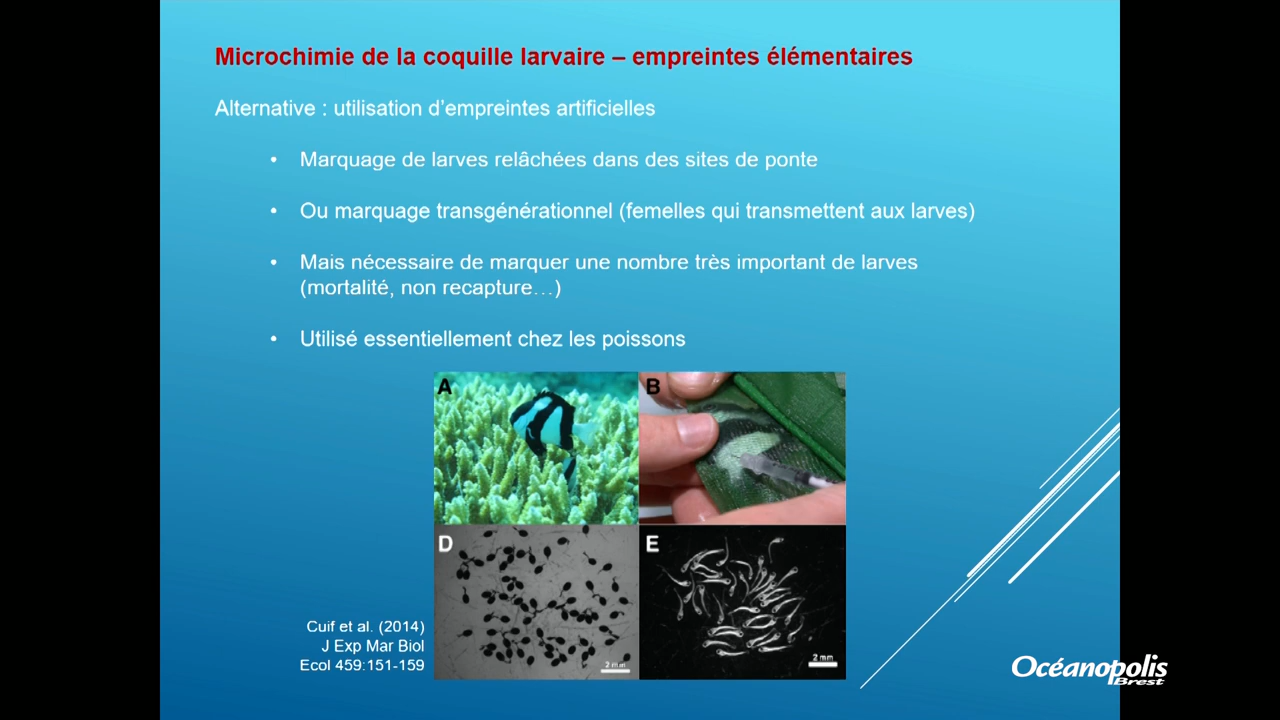 Microchimie de la coquille larvaire – empreintes élémentaires
Alternative : utilisation d’empreintes artificielles
• Marquage de larves relâchées dans des sites de ponte
• Ou marquage transgénérationnel (femelles qui transmettent aux larves)
• Mais nécessaire de marquer une nombre très important de larves
(mortalité, non recapture…)
• Utilisé essentiellement chez les poissons
A
B
D
E
2 mm
2 mm
Cuif et al. (2014)
J Exp Mar Biol
Ecol 459:151-159
Océanopolis
Brest